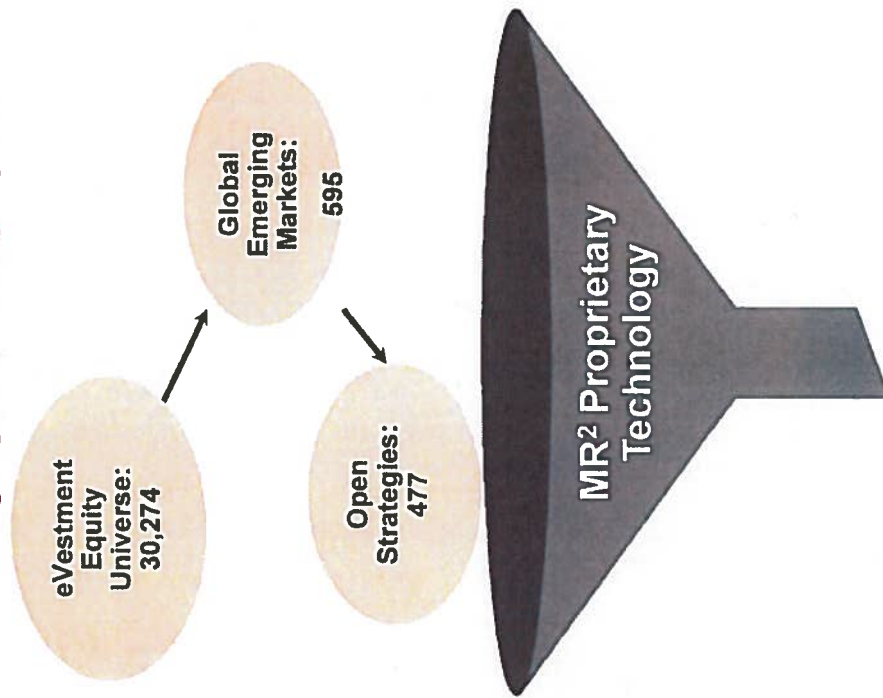 eVestment
Equity
Universe:
30,274
Global
Emerging
Markets:
595
Open
Strategies:
477
MR² Proprietary
Technology